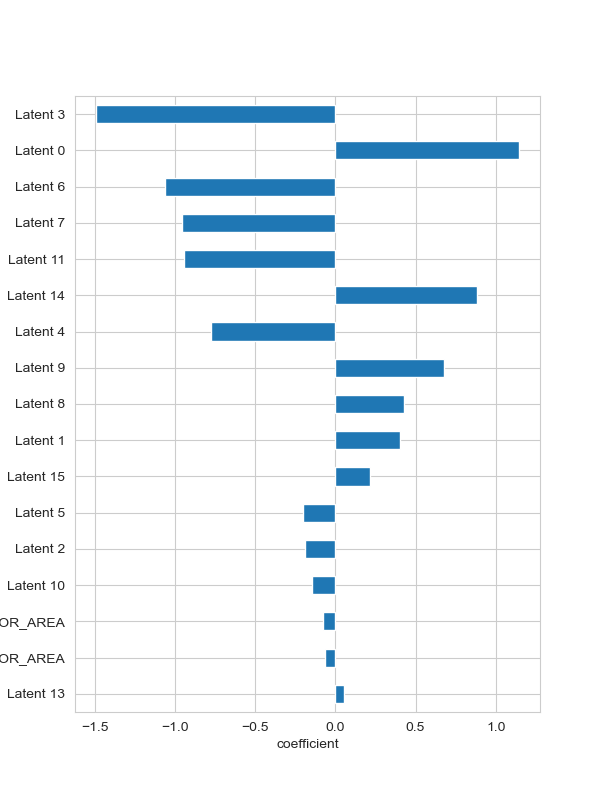 Latent 3
Latent 0
Latent 6
Latent 7
Latent 11
Latent 14
Latent 4
Latent 9
Latent 8
Latent 1
Latent 15
Latent 5
Latent 2
Latent 10
OR_AREA
OR_AREA
Latent 13
−1.5 −1.0 −0.5 0.0 0.5 1.0
coefficient